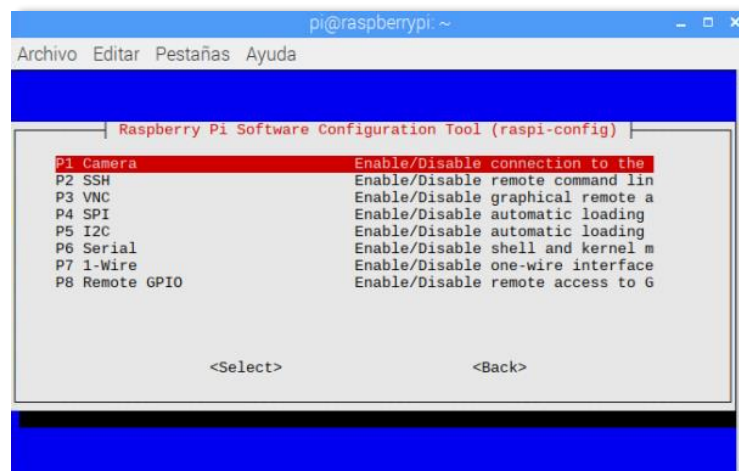 pi@raspberrypi: ~
Archivo Editar Pestañas Ayuda
Raspberry Pi Software Configuration Tool (raspi-config)
P1 Camera Enable/Disable connection to the
P2 SSH Enable/Disable remote command lin
P3 VNC Enable/Disable graphical remote a
P4 SPI Enable/Disable automatic loading
P5 I2C Enable/Disable automatic loading
P6 Serial Enable/Disable shell and kernel m
P7 1-Wire Enable/Disable one-wire interface
P8 Remote GPIO Enable/Disable remote access to G
<Select> <Back>